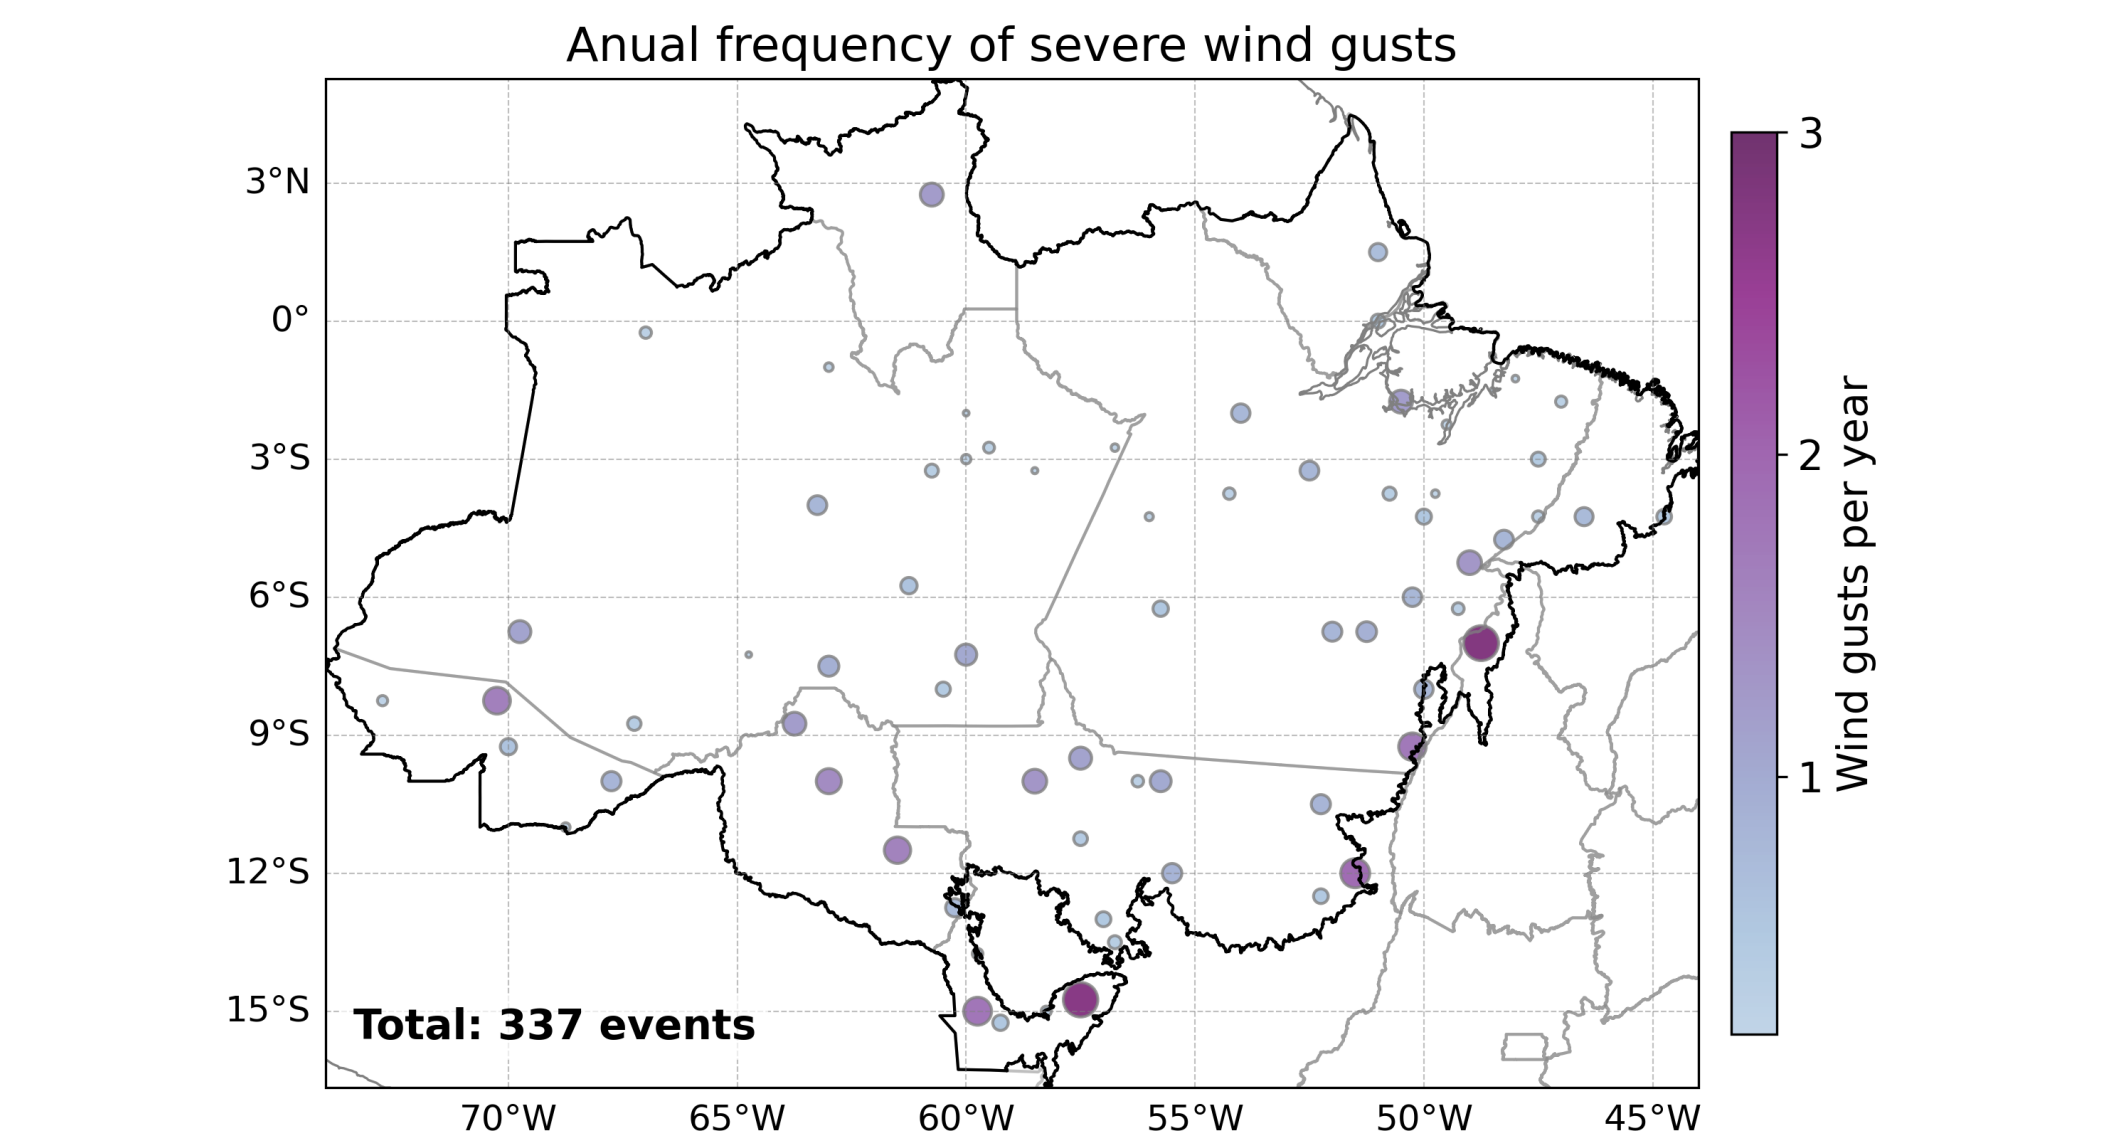 Anual frequency of severe wind gusts
3°N
0°
3°S
6°S
9°S
12°S
15°S
70°W 65°W 60°W 55°W 50°W 45°W
Total: 337 events
3
2
1
Wind gusts per year